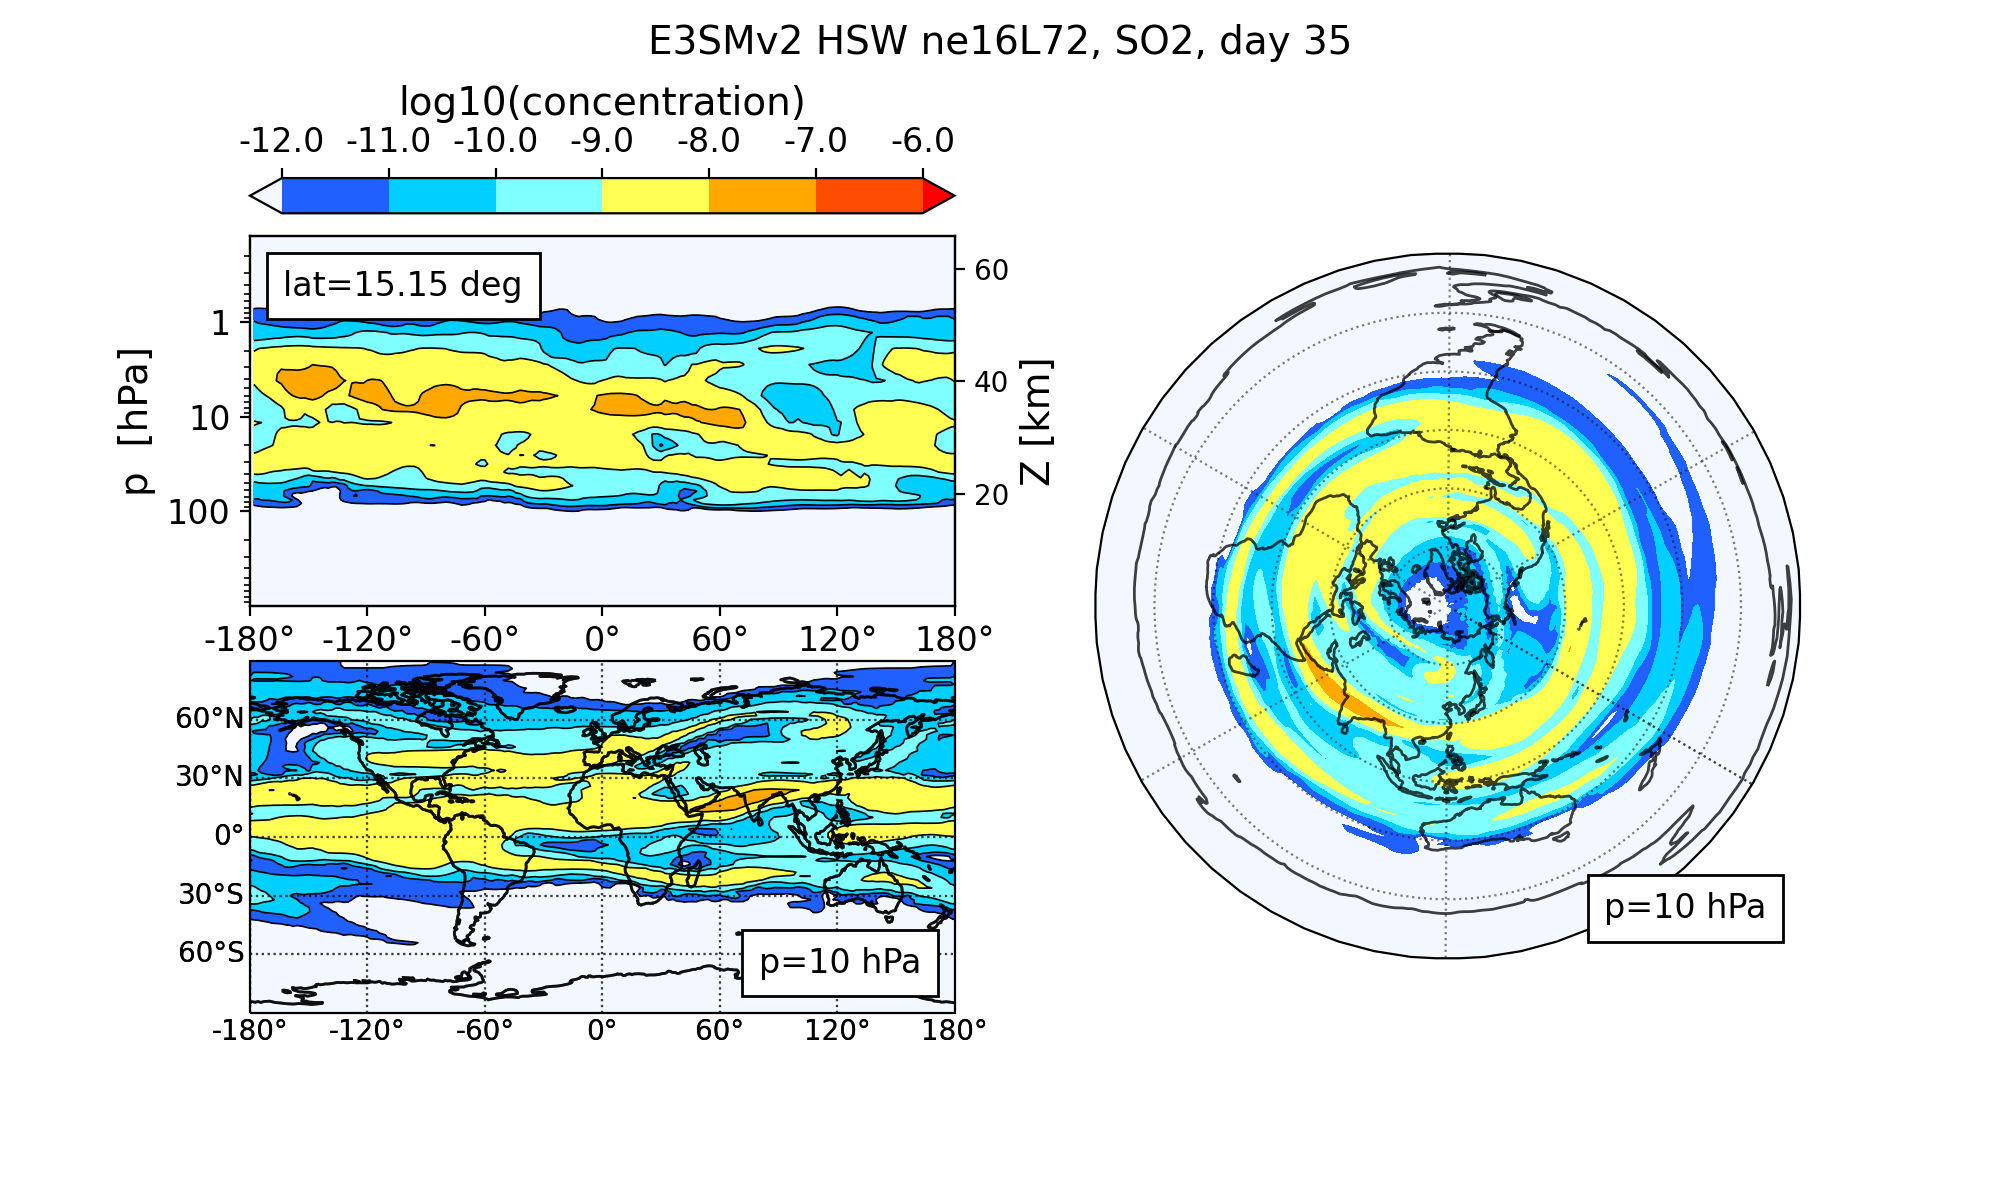 E3SMv2 HSW ne16L72, SO2, day 35
log10(concentration)
-12.0 -11.0 -10.0 -9.0 -8.0 -7.0 -6.0
lat=15.15 deg
p [hPa]
1
10
100
Z [km]
60
40
20
-180° -120° -60° 0° 60° 120° 180°
60°N
30°N
0°
30°S
60°S
p=10 hPa
-180° -120° -60° 0° 60° 120° 180°
p=10 hPa